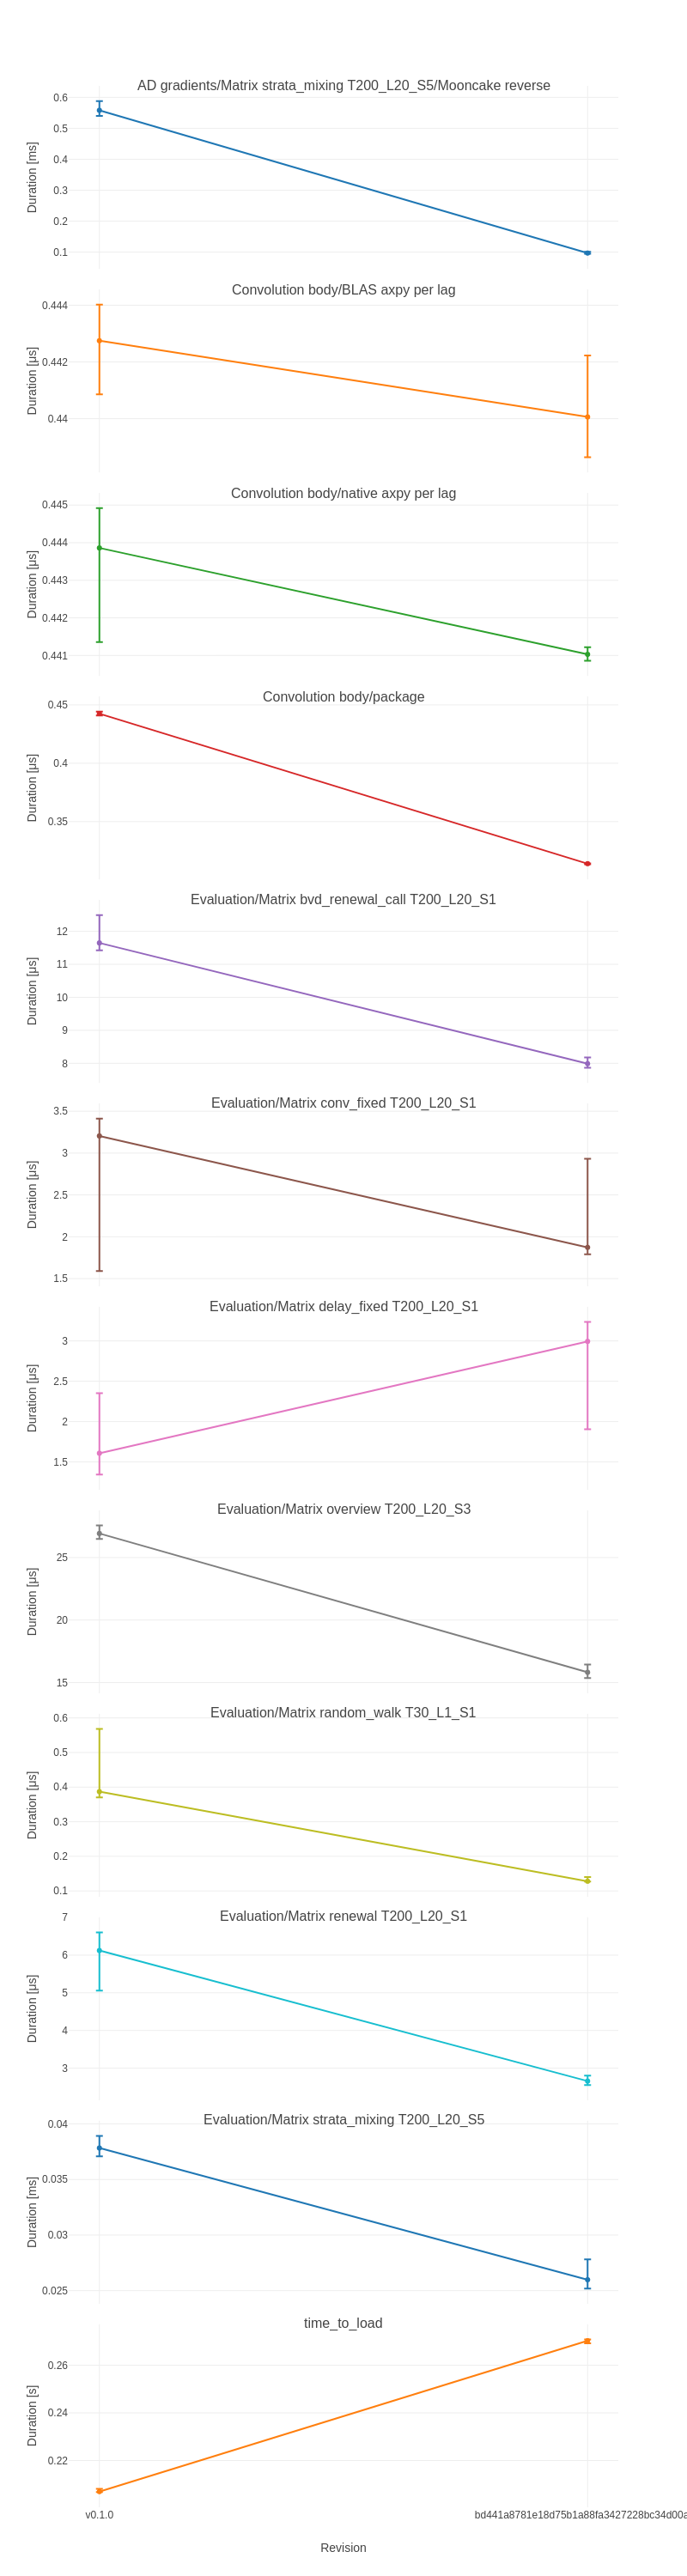 AD gradients/Matrix strata_mixing T200_L20_S5/Mooncake reverse
0.6
0.5
0.4
0.3
0.2
0.1
Duration [ms]
Convolution body/BLAS axpy per lag
0.444
0.442
0.44
Duration [μs]
Convolution body/native axpy per lag
0.445
0.444
0.443
0.442
0.441
Duration [μs]
Convolution body/package
0.45
0.4
0.35
Duration [μs]
Evaluation/Matrix bvd_renewal_call T200_L20_S1
12
11
10
9
8
Duration [μs]
Evaluation/Matrix conv_fixed T200_L20_S1
3.5
3
2.5
2
1.5
Duration [μs]
Evaluation/Matrix delay_fixed T200_L20_S1
3
2.5
2
1.5
Duration [μs]
Evaluation/Matrix overview T200_L20_S3
25
20
15
Duration [μs]
Evaluation/Matrix random_walk T30_L1_S1
0.6
0.5
0.4
0.3
0.2
0.1
Duration [μs]
Evaluation/Matrix renewal T200_L20_S1
7
6
5
4
3
Duration [μs]
Evaluation/Matrix strata_mixing T200_L20_S5
0.04
0.035
0.03
0.025
Duration [ms]
time_to_load
0.26
0.24
0.22
Duration [s]
v0.1.0
bd441a8781e18d75b1a88fa3427228bc34d00a
Revision